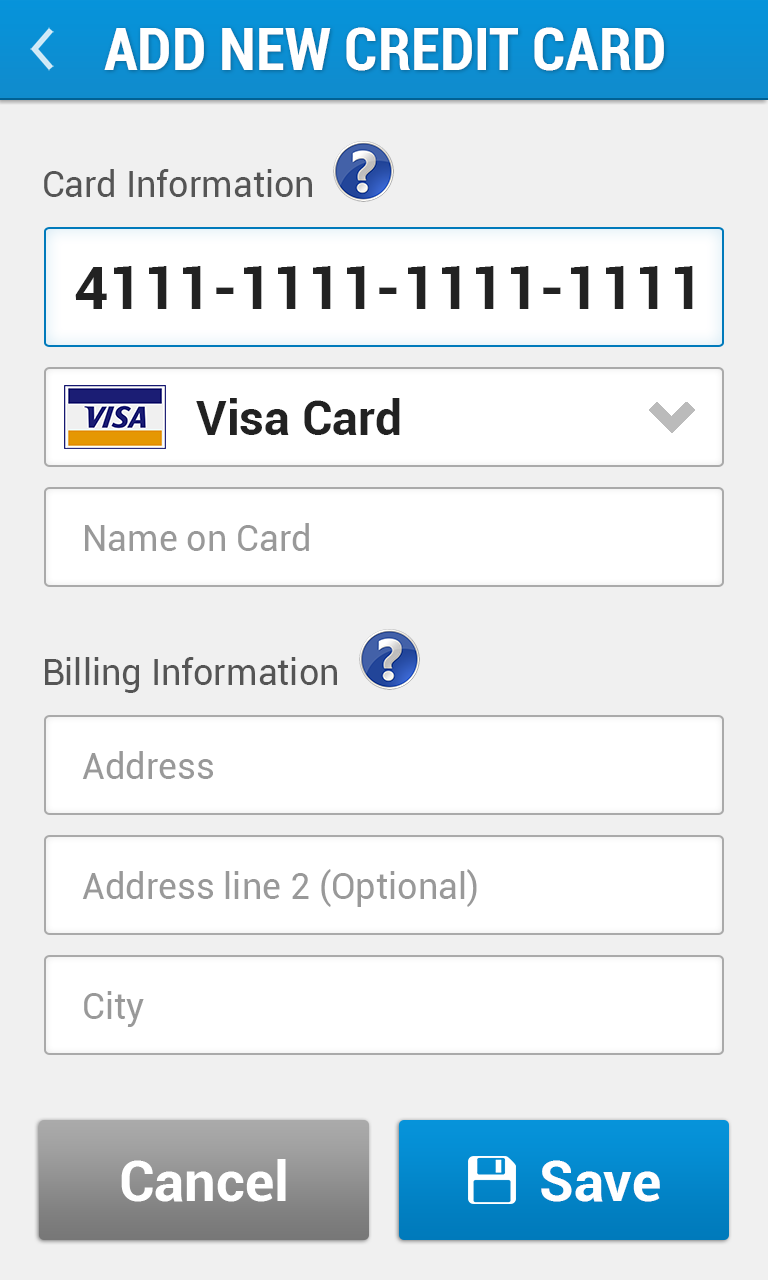 ADD NEW CREDIT CARD
Card Information ?
4111-1111-1111-1111
VISA Visa Card
Name on Card
Billing Information ?
Address
Address line 2 (Optional)
City
Cancel Save